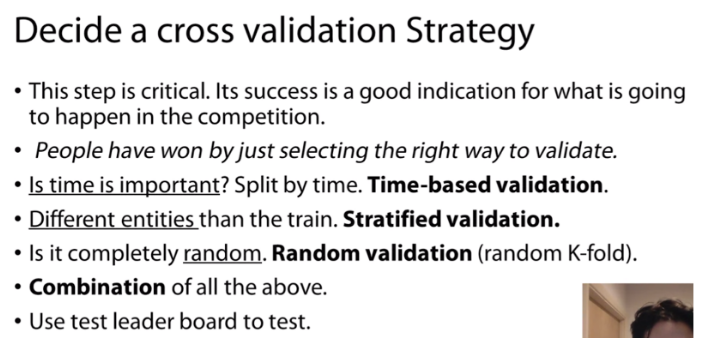 Decide a cross validation Strategy
• This step is critical. Its success is a good indication for what is going
to happen in the competition.
• People have won by just selecting the right way to validate.
• Is time is important? Split by time. Time-based validation.
• Different entities than the train. Stratified validation.
• Is it completely random. Random validation (random K-fold).
• Combination of all the above.
• Use test leader board to test.